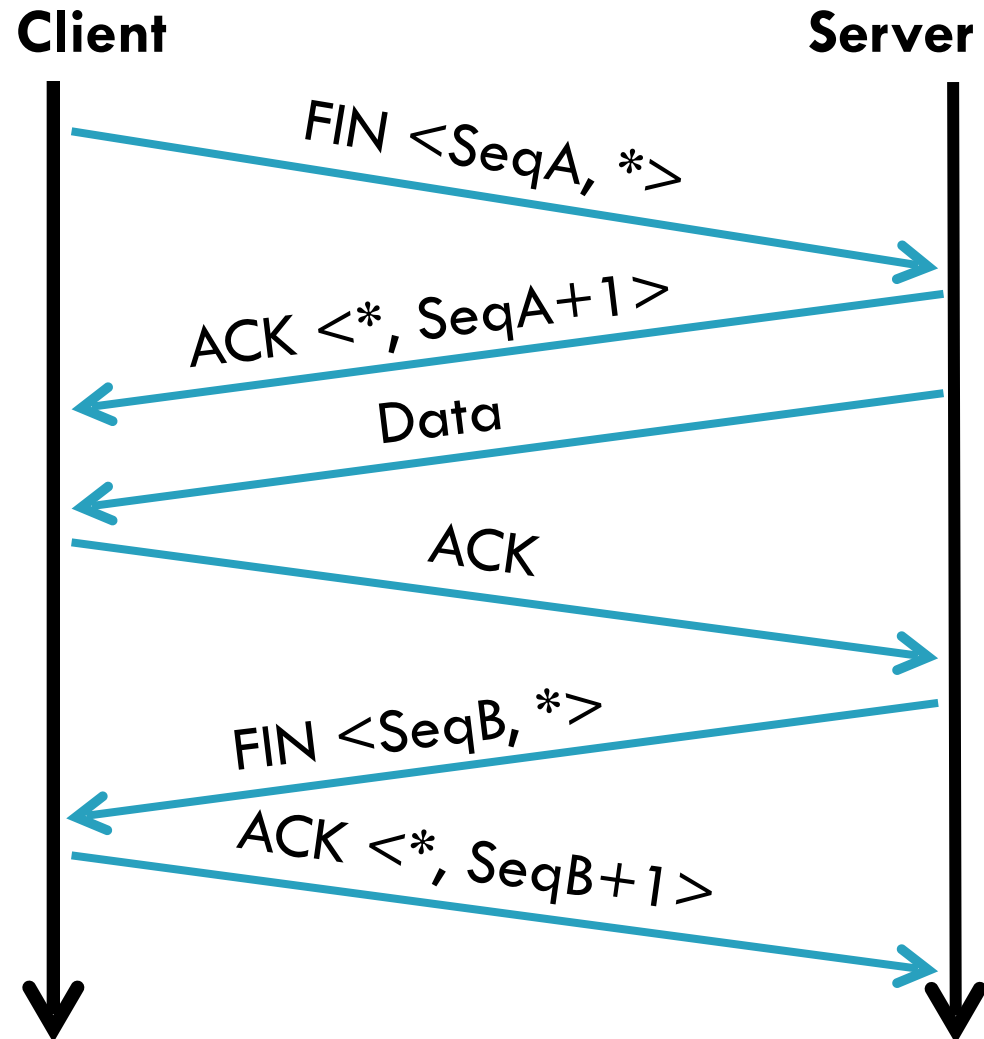 Client
Server
FIN <SeqA, *>
ACK <*, SeqA+1>
Data
ACK
FIN <SeqB, *>
ACK <*, SeqB+1>